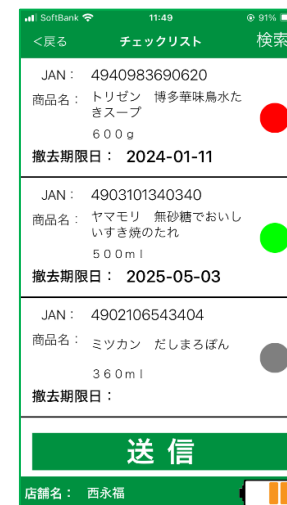 SoftBank 11:49 91%
<戻る チェックリスト 検索
JAN： 4940983690620
商品名： トリゼン 博多華味鳥水た
きスープ
６００ｇ
撤去期限日： 2024-01-11
JAN： 4903101340340
商品名： ヤマモリ 無砂糖でおいし
いすき焼のたれ
５００ｍｌ
撤去期限日： 2025-05-03
JAN： 4902106543404
商品名： ミツカン だしまろぽん
３６０ｍｌ
撤去期限日：
送 信
店舗名： 西永福